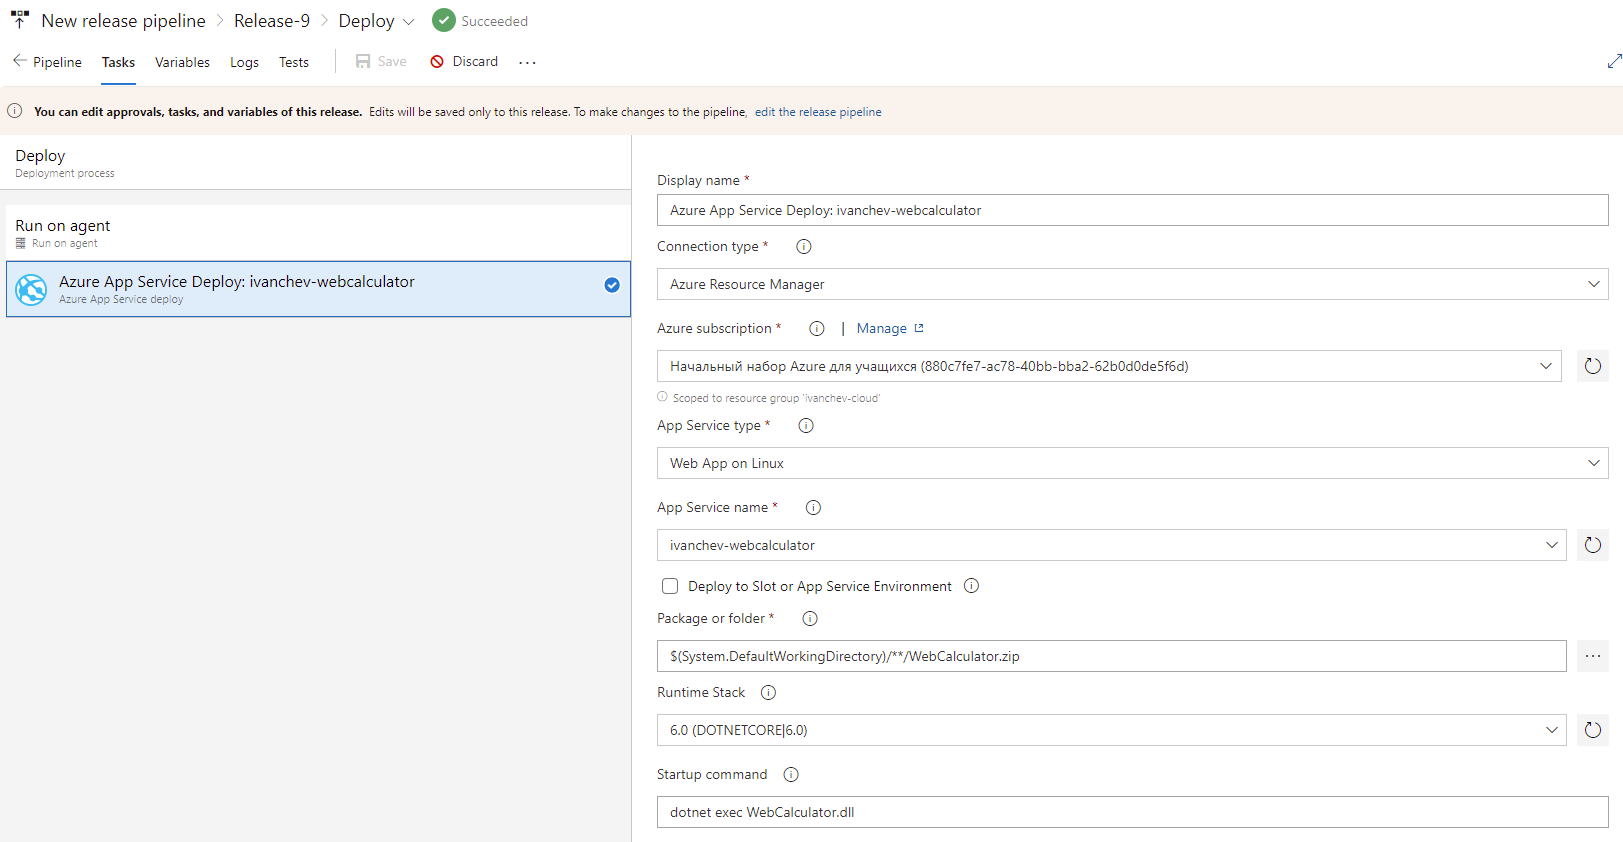 New release pipeline > Release-9 > Deploy Succeeded
Pipeline Tasks Variables Logs Tests Save Discard ...
You can edit approvals, tasks, and variables of this release. Edits will be saved only to this release. To make changes to the pipeline, edit the release pipeline
Deploy
Deployment process
Run on agent
Run on agent
Azure App Service Deploy: ivanchev-webcalculator
Azure App Service deploy
Display name *
Azure App Service Deploy: ivanchev-webcalculator
Connection type *
Azure Resource Manager
Azure subscription * | Manage
Начальный набор Azure для учащихся (880c7fe7-ac78-40bb-bba2-62b0d0de5f6d)
Scoped to resource group 'ivanchev-cloud'
App Service type *
Web App on Linux
App Service name *
ivanchev-webcalculator
Deploy to Slot or App Service Environment
Package or folder *
$(System.DefaultWorkingDirectory)/**/WebCalculator.zip
Runtime Stack
6.0 (DOTNETCORE|6.0)
Startup command
dotnet exec WebCalculator.dll